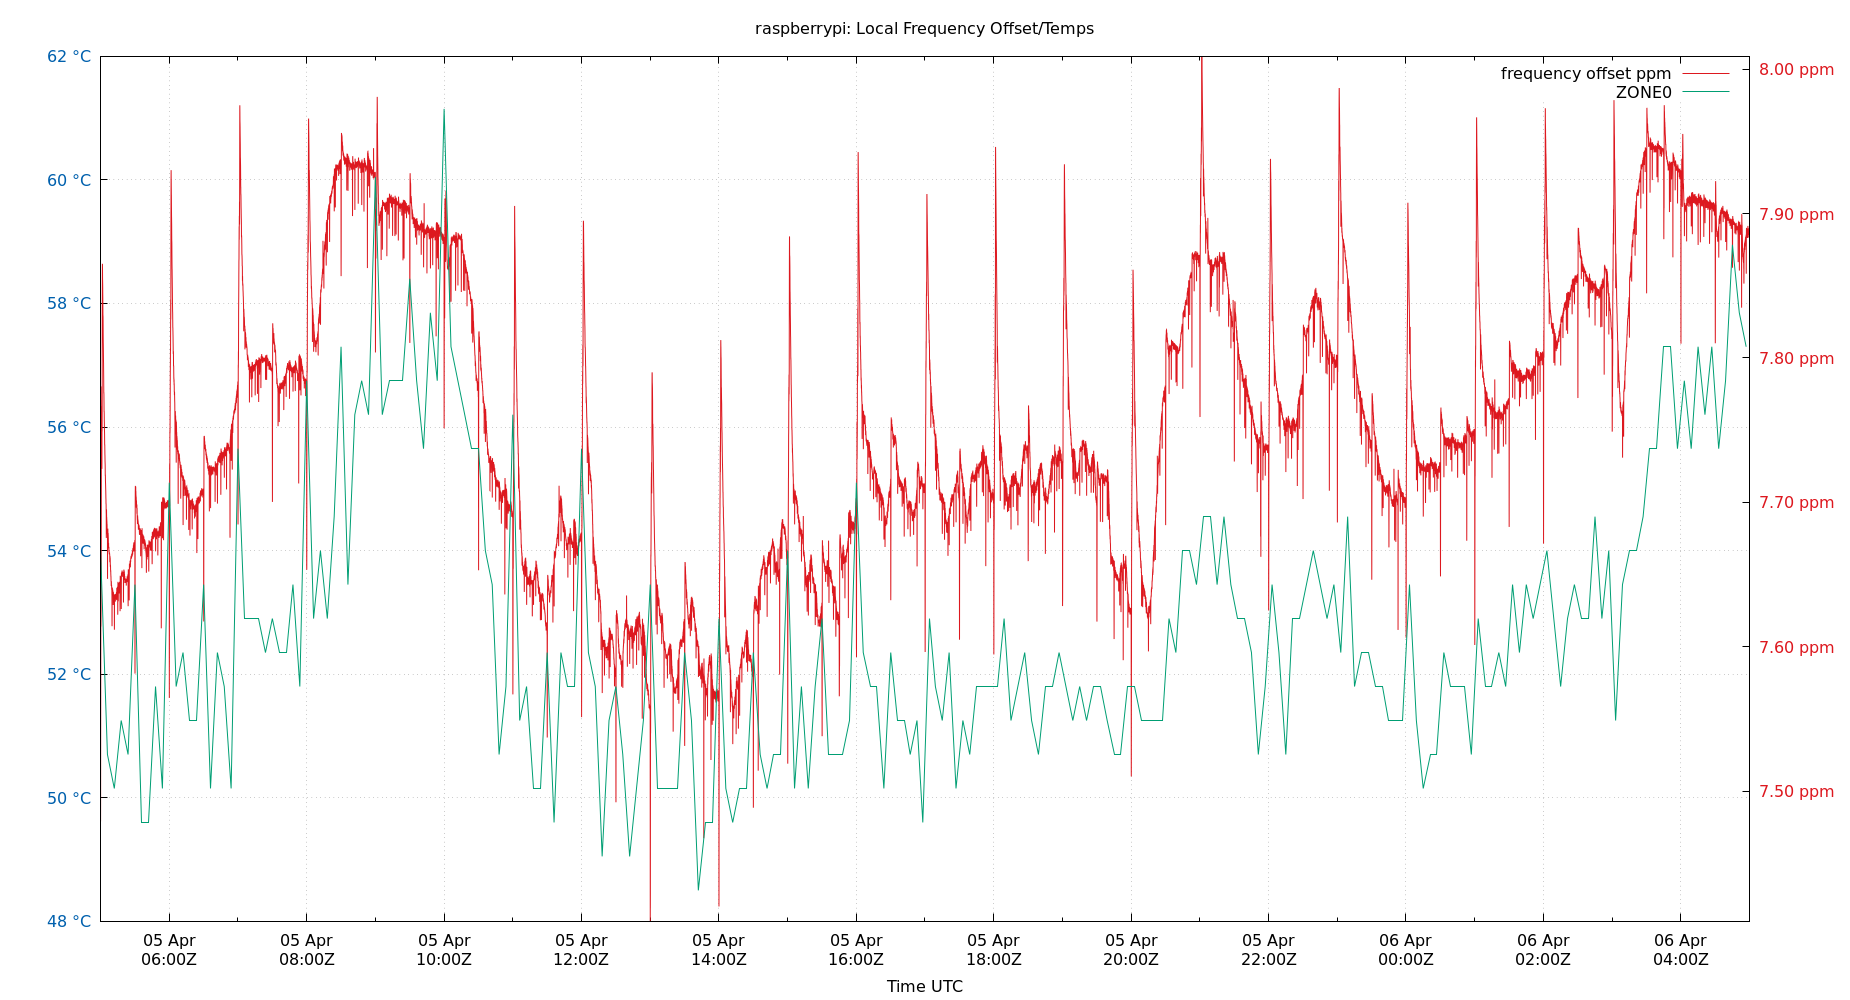 raspberrypi: Local Frequency Offset/Temps
62 °C
60 °C
58 °C
56 °C
54 °C
52 °C
50 °C
48 °C
8.00 ppm
7.90 ppm
7.80 ppm
7.70 ppm
7.60 ppm
7.50 ppm
frequency offset ppm
ZONE0
05 Apr 05 Apr 05 Apr 05 Apr 05 Apr 05 Apr 05 Apr 05 Apr 05 Apr 06 Apr 06 Apr 06 Apr
06:00Z 08:00Z 10:00Z 12:00Z 14:00Z 16:00Z 18:00Z 20:00Z 22:00Z 00:00Z 02:00Z 04:00Z
Time UTC